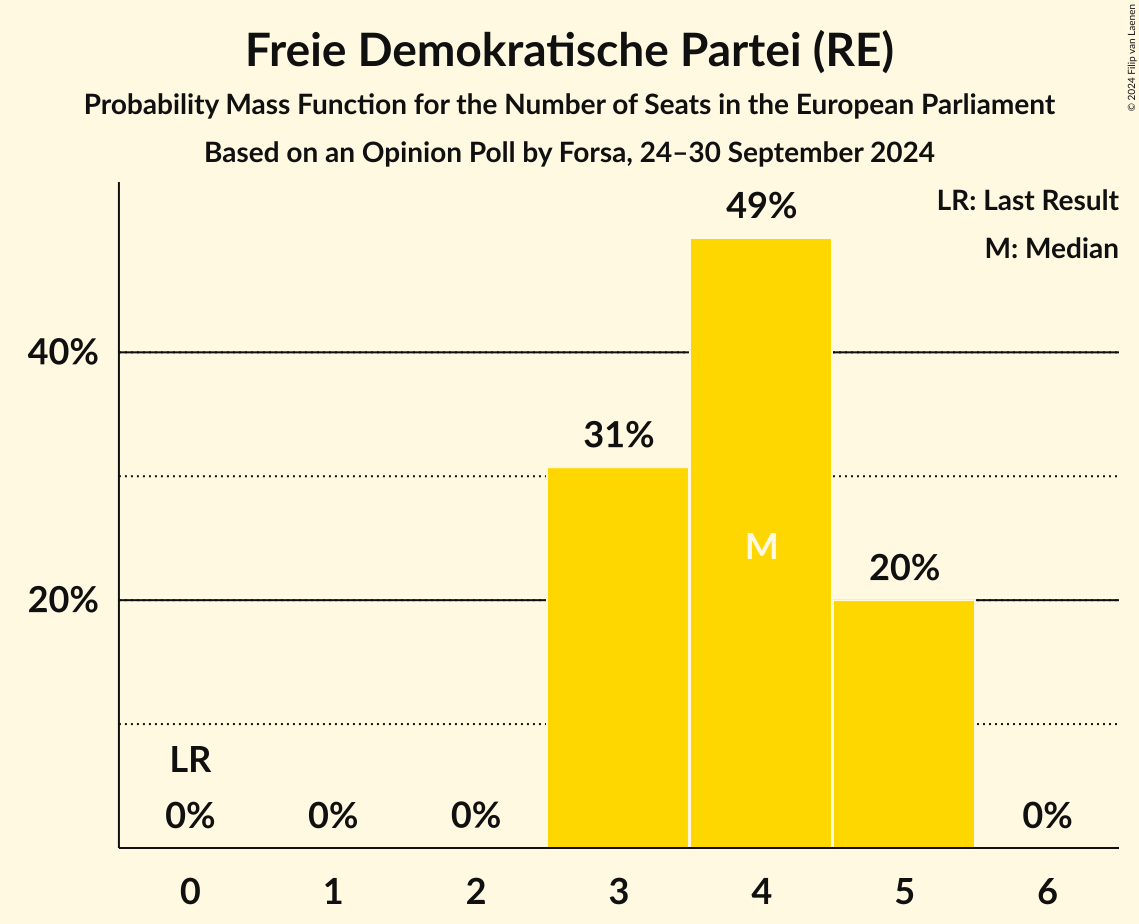 Freie Demokratische Partei (RE)
Probability Mass Function for the Number of Seats in the European Parliament
Based on an Opinion Poll by Forsa, 24–30 September 2024
© 2024 Filip van Laenen
LR: Last Result
M: Median
49%
40%
31%
M
20%
20%
LR
0%
0%
0%
0%
0
1
2
3
4
5
6